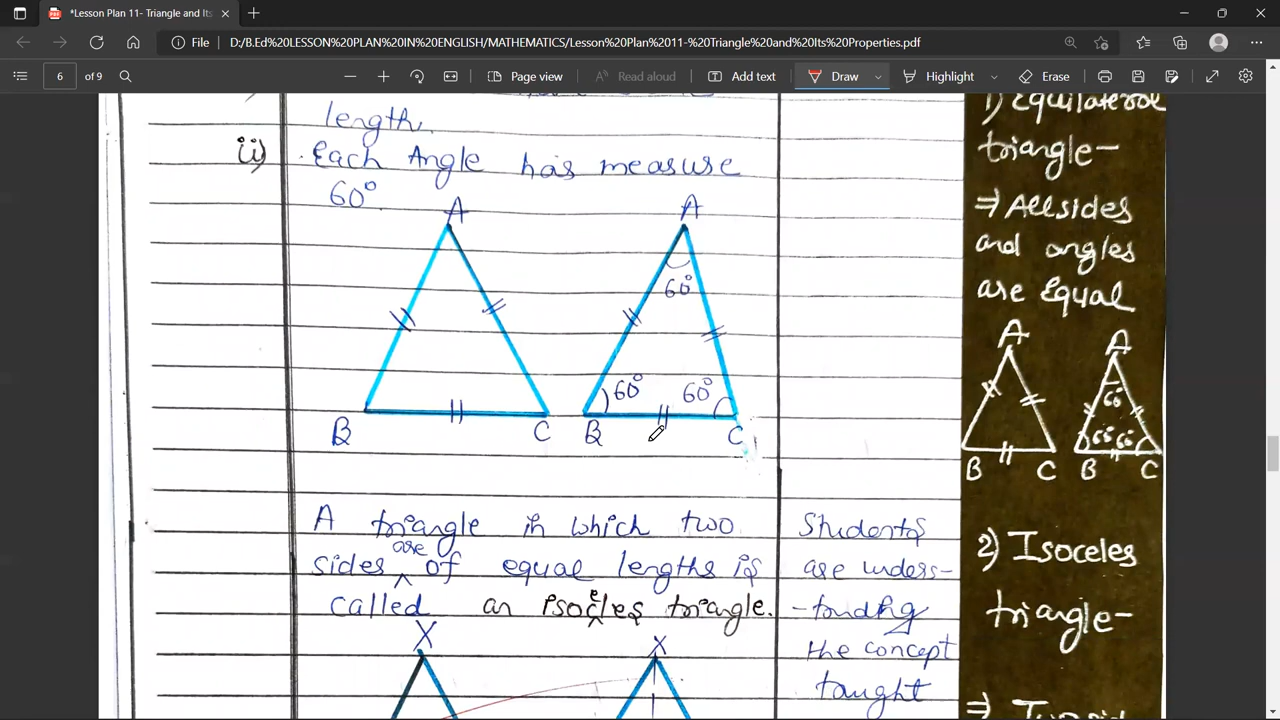 *Lesson Plan 11- Triangle and Its
File
D:/B.Ed%20LESSON%20PLAN%20IN%20ENGLISH/MATHEMATICS/Lesson%20Plan%2011-%20Triangle%20and%20Its%20Properties.pdf
6 of 9
Page view
Read aloud
Add text
Draw
Highlight
Erase
length.
(ii) Each Angle has measure
60°.
A
B C
A
60°
60° 60°
B C
A triangle in which two
are
sides ^ of equal lengths is
called an isoceles triangle.
X X
Students
are unders-
-tanding
the concept
taught
1) Equilateral
triangle-
⇒ All sides
and angles
are Equal
A
B C
A
60
60 60
B C
2) Isoceles
triangle-